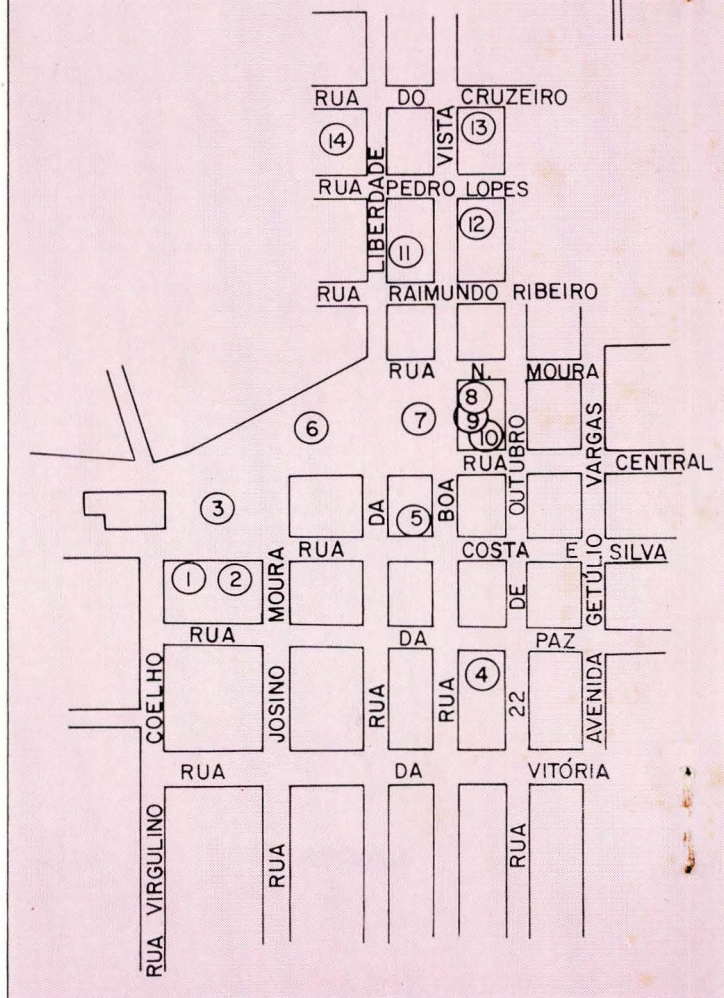 RUA DO CRUZEIRO
14
13
RUA PEDRO LOPES
12
11
RUA RAIMUNDO RIBEIRO
RUA N. MOURA
8
9
10
7
6
RUA CENTRAL
3
5
RUA COSTA E SILVA
1
2
RUA DA PAZ
4
RUA DA VITÓRIA
RUA VIRGULINO COELHO
RUA JOSINO MOURA
RUA DA LIBERDADE
RUA BOA VISTA
RUA 22 DE OUTUBRO
AVENIDA GETÚLIO VARGAS